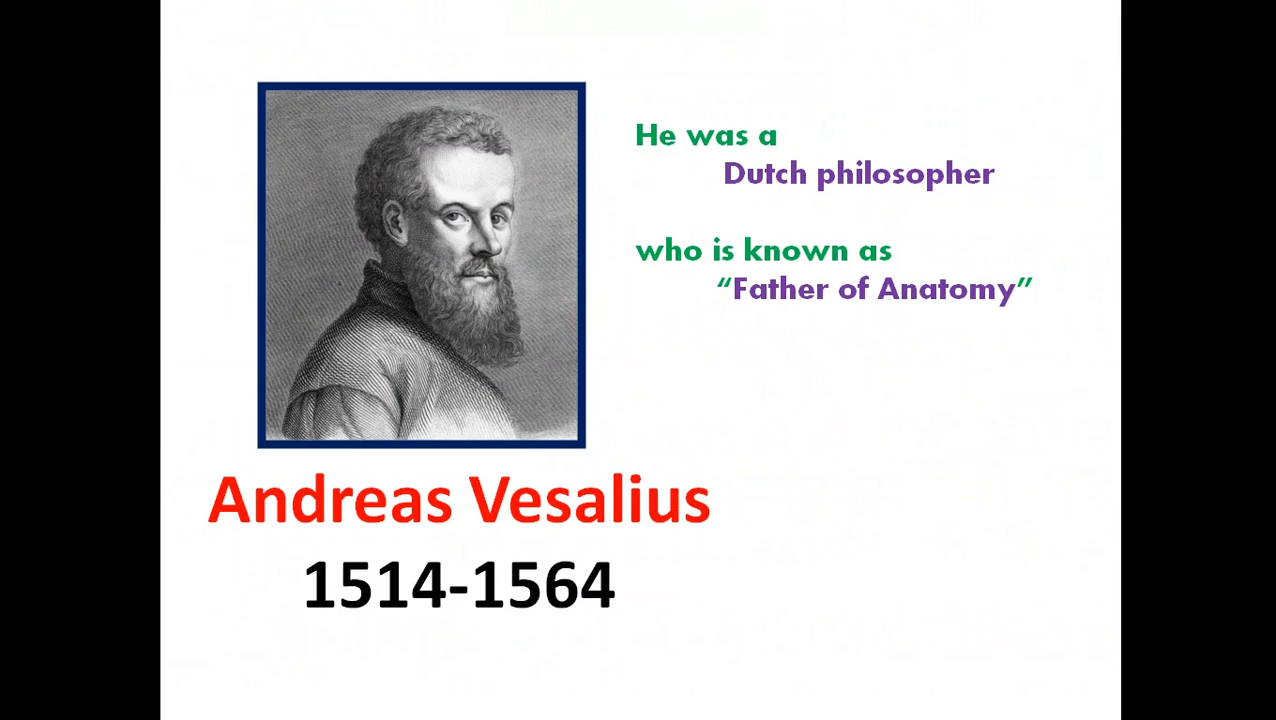 He was a
Dutch philosopher
who is known as
“Father of Anatomy”
Andreas Vesalius
1514-1564